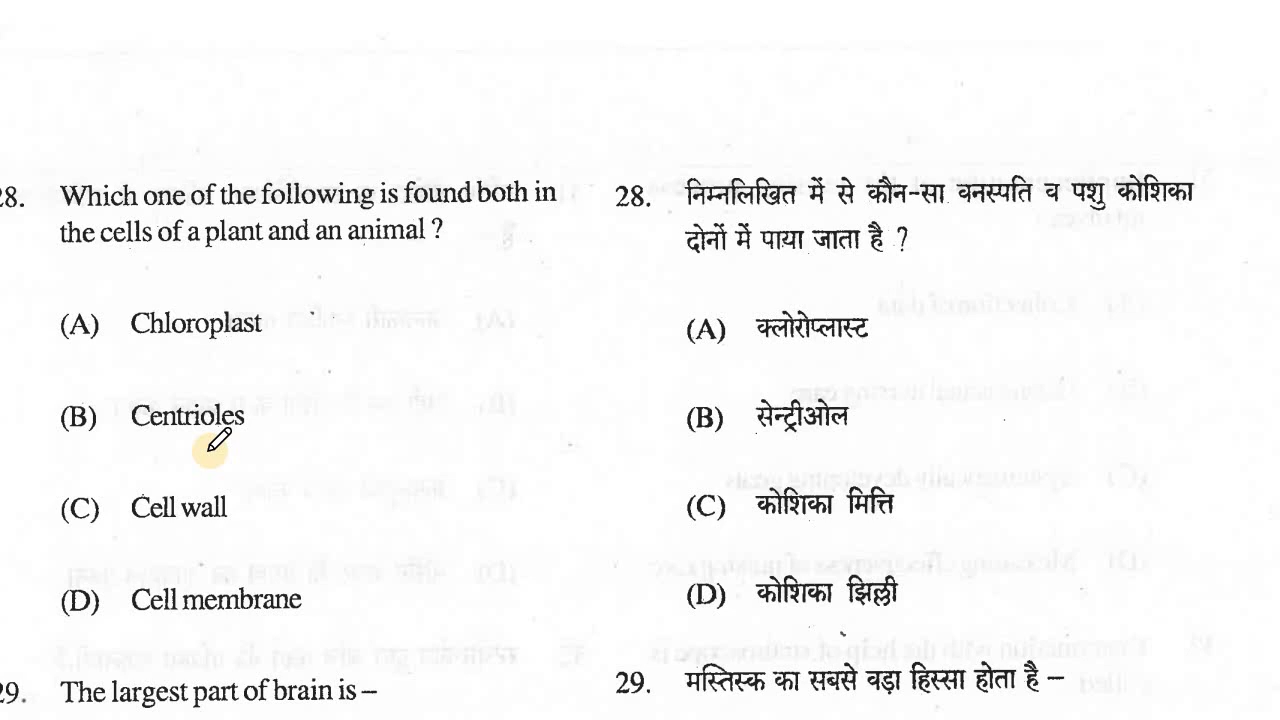 28.
Which one of the following is found both in
the cells of a plant and an animal ?
(A) Chloroplast
(B) Centrioles
(C) Cell wall
(D) Cell membrane
29. The largest part of brain is –
28. निम्नलिखित में से कौन-सा वनस्पति व पशु कोशिका
दोनों में पाया जाता है ?
(A) क्लोरोप्लास्ट
(B) सेन्ट्रीओल
(C) कोशिका मित्ति
(D) कोशिका झिल्ली
29. मस्तिस्क का सबसे बड़ा हिस्सा होता है –